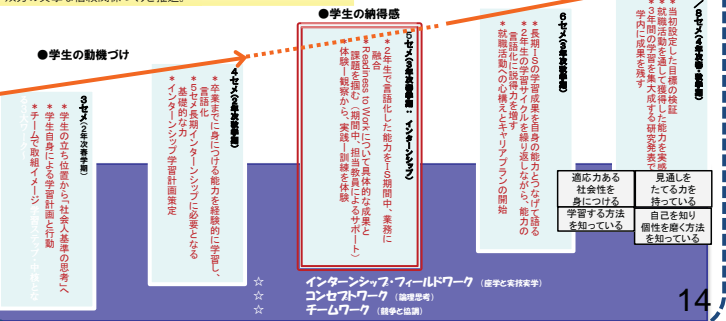 ●学生の納得感
●学生の動機づけ
3セメ(2年次春学期)
*学生の立ち位置から「社会人基準の思考」へ
*学生自身による学習計画と行動
*チームで取組イメージ
4セメ(2年次秋学期)
*卒業までに身につける能力を経験的に学習し、
言語化
*5セメ長期インターンシップに必要となる
基礎的な力
*インターンシップ学習計画策定
5セメ(3年次春学期:インターンシップ)
*2年生で言語化した能力をIS期間中、業務に
融合
*Readiness to Workについて具体的な成果と
課題を掴む(期間中、担当教員によるサポート)
*体験ー観察から、実践ー訓練を体験
6セメ(3年次秋学期)
*長期ISの学習成果を自身の能力とつなげて語る
*2年生の学習サイクルを繰り返しながら、能力の
言語化に説得力を増す
*就職活動への心構えとキャリアプランの開始
*当初設定した目標の検証
*就職活動を通して獲得した能力を実感
*3年間の学習を集大成する研究発表で
学内に成果を残す
適応力ある
社会性を
身につける
見通しを
たてる力を
持っている
学習する方法
を知っている
自己を知り
個性を磨く方法
を知っている
☆ インターンシップ・フィールドワーク(座学と実技実学)
☆ コンセプトワーク(論理思考)
☆ チームワーク(競争と協調)
14